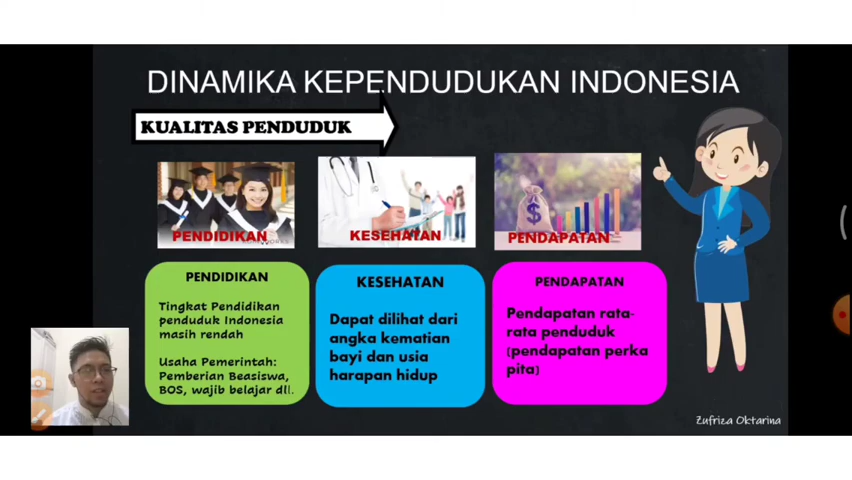 DINAMIKA KEPENDUDUKAN INDONESIA
KUALITAS PENDUDUK
PENDIDIKAN
KESEHATAN
PENDAPATAN
PENDIDIKAN
Tingkat Pendidikan
penduduk Indonesia
masih rendah
Usaha Pemerintah:
Pemberian Beasiswa,
BOS, wajib belajar dll.
KESEHATAN
Dapat dilihat dari
angka kematian
bayi dan usia
harapan hidup
PENDAPATAN
Pendapatan rata-
rata penduduk
(pendapatan perka
pita)
Zufriza Oktarina